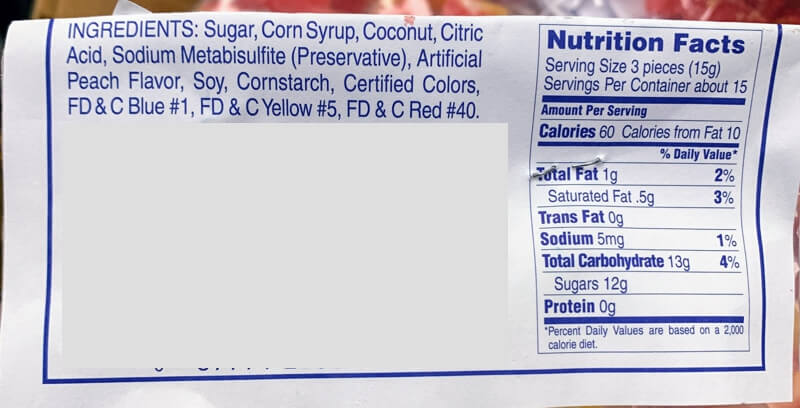 INGREDIENTS: Sugar, Corn Syrup, Coconut, Citric
Acid, Sodium Metabisulfite (Preservative), Artificial
Peach Flavor, Soy, Cornstarch, Certified Colors,
FD & C Blue #1, FD & C Yellow #5, FD & C Red #40.
Nutrition Facts
Serving Size 3 pieces (15g)
Servings Per Container about 15
Amount Per Serving
Calories 60 Calories from Fat 10
% Daily Value*
Total Fat 1g 2%
Saturated Fat .5g 3%
Trans Fat 0g
Sodium 5mg 1%
Total Carbohydrate 13g 4%
Sugars 12g
Protein 0g
*Percent Daily Values are based on a 2,000
calorie diet.